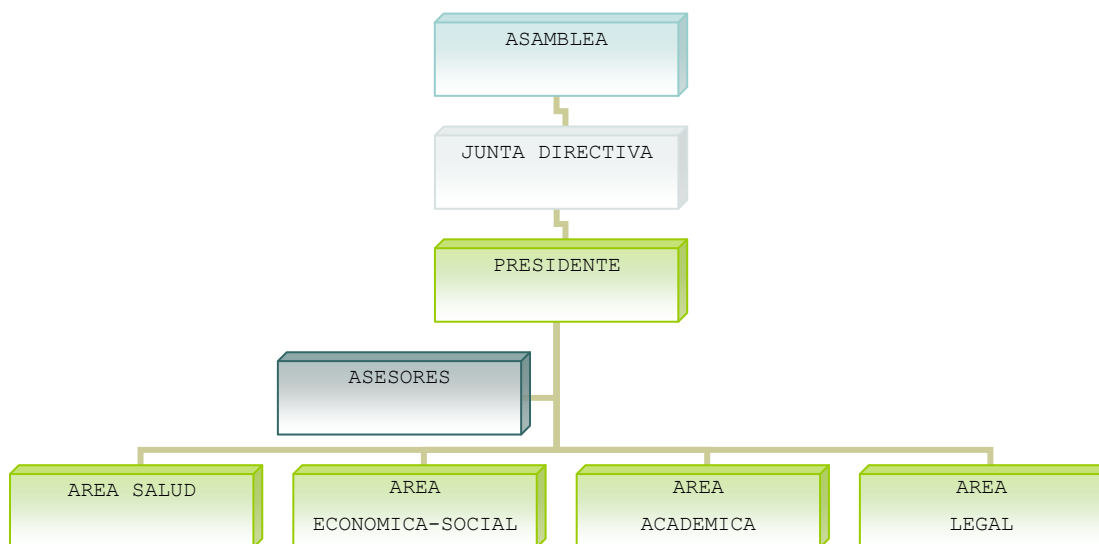 ASAMBLEA
JUNTA DIRECTIVA
PRESIDENTE
ASESORES
AREA SALUD
AREA
ECONOMICA-SOCIAL
AREA
ACADEMICA
AREA
LEGAL